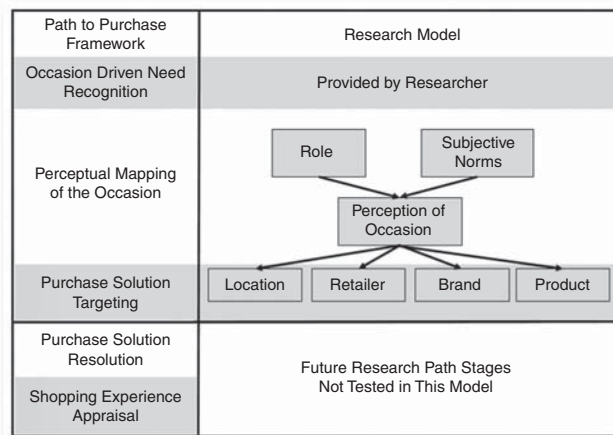 Path to Purchase
Framework
Research Model
Occasion Driven Need
Recognition
Provided by Researcher
Perceptual Mapping
of the Occasion
Role
Subjective
Norms
Perception of
Occasion
Purchase Solution
Targeting
Location
Retailer
Brand
Product
Purchase Solution
Resolution
Shopping Experience
Appraisal
Future Research Path Stages
Not Tested in This Model